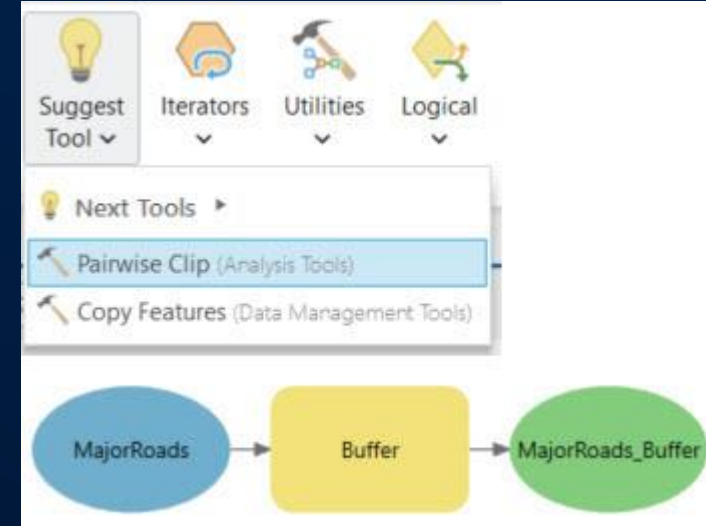 Suggest Tool
Iterators
Utilities
Logical
Next Tools
Pairwise Clip (Analysis Tools)
Copy Features (Data Management Tools)
MajorRoads
Buffer
MajorRoads_Buffer